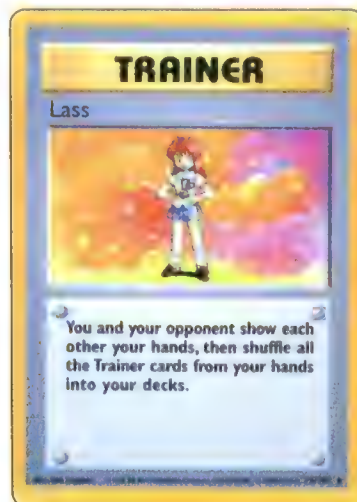 TRAINER
Lass
You and your opponent show each
other your hands, then shuffle all
the Trainer cards from your hands
into your decks.